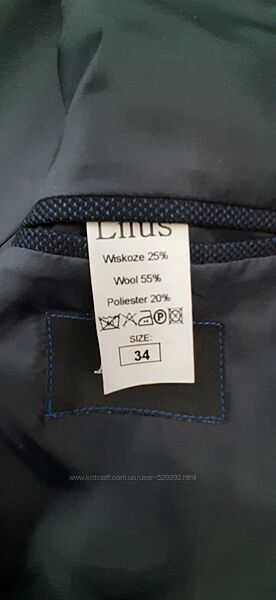 Lilus
Wiskoze 25%
Wool 55%
Poliester 20%
SIZE:
34
www.kidstaff.com.ua/user-529292.html